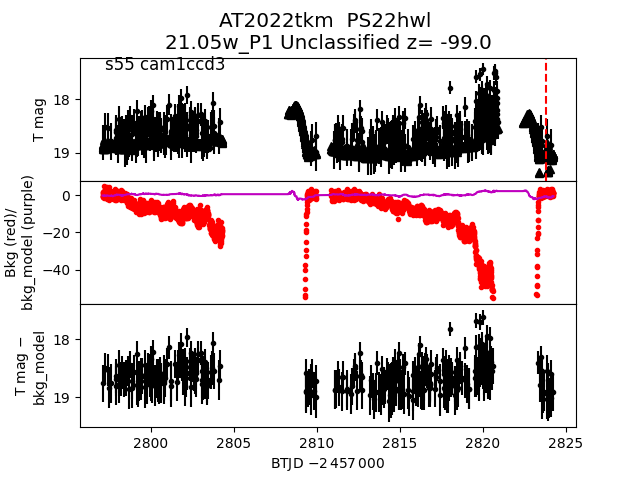 AT2022tkm  PS22hwl
21.05w_P1 Unclassified z= -99.0
s55 cam1ccd3
T mag
18
19
Bkg (red)/
bkg_model (purple)
0
−20
−40
T mag −
bkg_model
18
19
2800 2805 2810 2815 2820 2825
BTJD −2 457 000